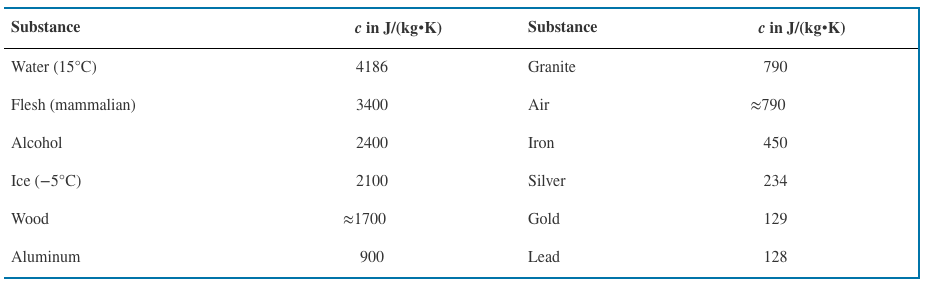 Substance c in J/(kg•K) Substance c in J/(kg•K)
Water (15°C) 4186 Granite 790
Flesh (mammalian) 3400 Air ≈790
Alcohol 2400 Iron 450
Ice (−5°C) 2100 Silver 234
Wood ≈1700 Gold 129
Aluminum 900 Lead 128